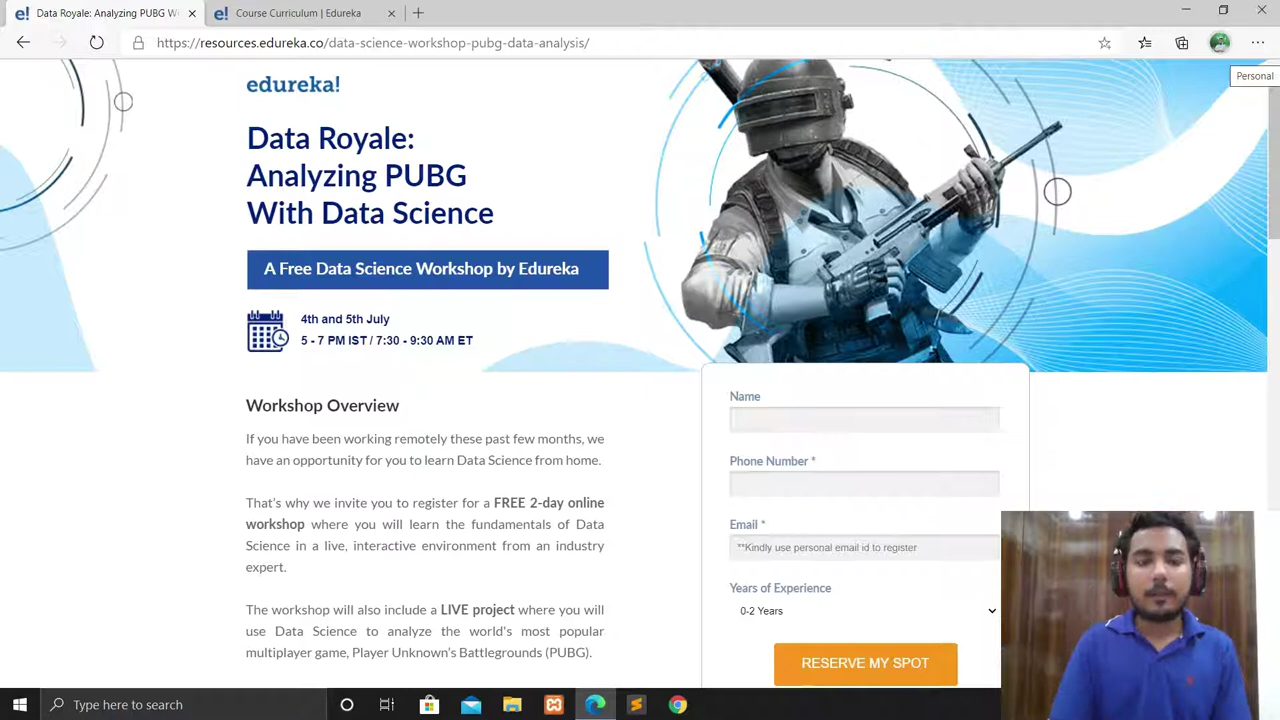 Data Royale: Analyzing PUBG W
Course Curriculum | Edureka
https://resources.edureka.co/data-science-workshop-pubg-data-analysis/
Personal
edureka!
Data Royale:
Analyzing PUBG
With Data Science
A Free Data Science Workshop by Edureka
4th and 5th July
5 - 7 PM IST / 7:30 - 9:30 AM ET
Workshop Overview
If you have been working remotely these past few months, we
have an opportunity for you to learn Data Science from home.
That's why we invite you to register for a FREE 2-day online
workshop where you will learn the fundamentals of Data
Science in a live, interactive environment from an industry
expert.
The workshop will also include a LIVE project where you will
use Data Science to analyze the world's most popular
multiplayer game, Player Unknown's Battlegrounds (PUBG).
Name
Phone Number *
Email *
**Kindly use personal email id to register
Years of Experience
0-2 Years
RESERVE MY SPOT
Type here to search